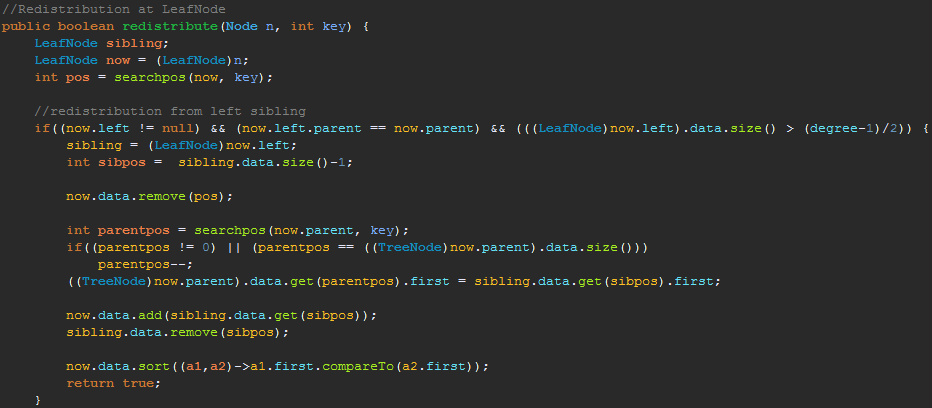 //Redistribution at LeafNode
public boolean redistribute(Node n, int key) {
    LeafNode sibling;
    LeafNode now = (LeafNode)n;
    int pos = searchpos(now, key);

    //redistribution from left sibling
    if((now.left != null) && (now.left.parent == now.parent) && (((LeafNode)now.left).data.size() > (degree-1)/2)) {
        sibling = (LeafNode)now.left;
        int sibpos =  sibling.data.size()-1;

        now.data.remove(pos);

        int parentpos = searchpos(now.parent, key);
        if((parentpos != 0) || (parentpos == ((TreeNode)now.parent).data.size()))
            parentpos--;
        ((TreeNode)now.parent).data.get(parentpos).first = sibling.data.get(sibpos).first;

        now.data.add(sibling.data.get(sibpos));
        sibling.data.remove(sibpos);

        now.data.sort((a1,a2)->a1.first.compareTo(a2.first));
        return true;
    }